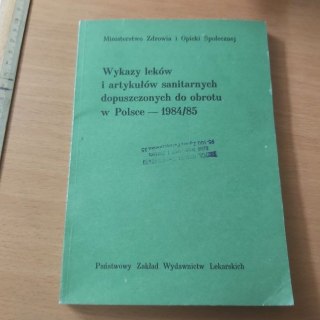 Ministerstwo Zdrowia i Opieki Społecznej
Wykazy leków
i artykułów sanitarnych
dopuszczonych do obrotu
w Polsce — 1984/85
Państwowy Zakład Wydawnictw Lekarskich